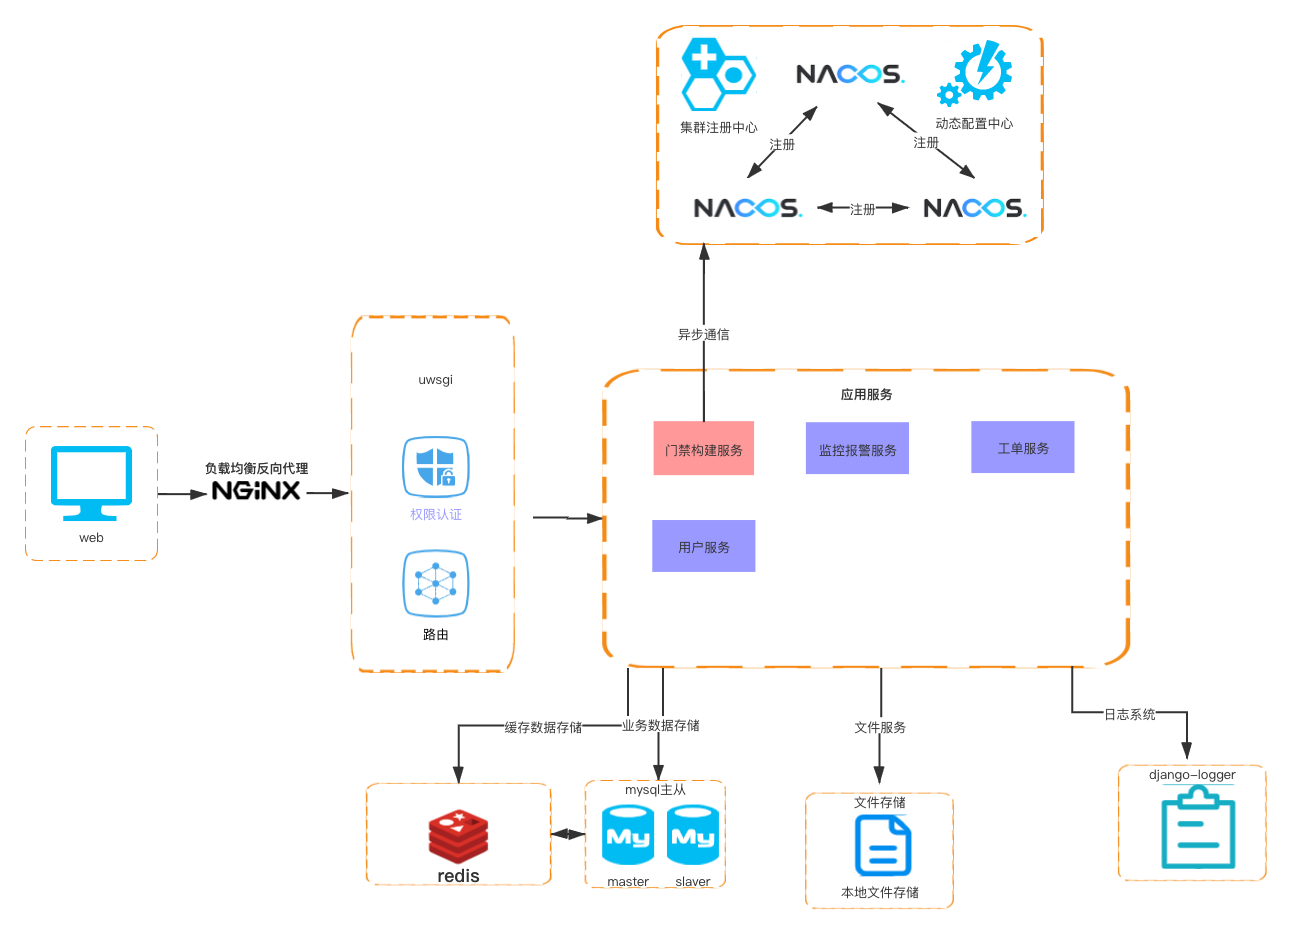 NACOS.
集群注册中心
动态配置中心
注册
注册
NACOS.
注册
NACOS.
异步通信
uwsgi
权限认证
路由
web
负载均衡反向代理
NGINX
应用服务
门禁构建服务
监控报警服务
工单服务
用户服务
缓存数据存储
业务数据存储
文件服务
日志系统
redis
mysql主从
My
My
master
slaver
文件存储
本地文件存储
django-logger